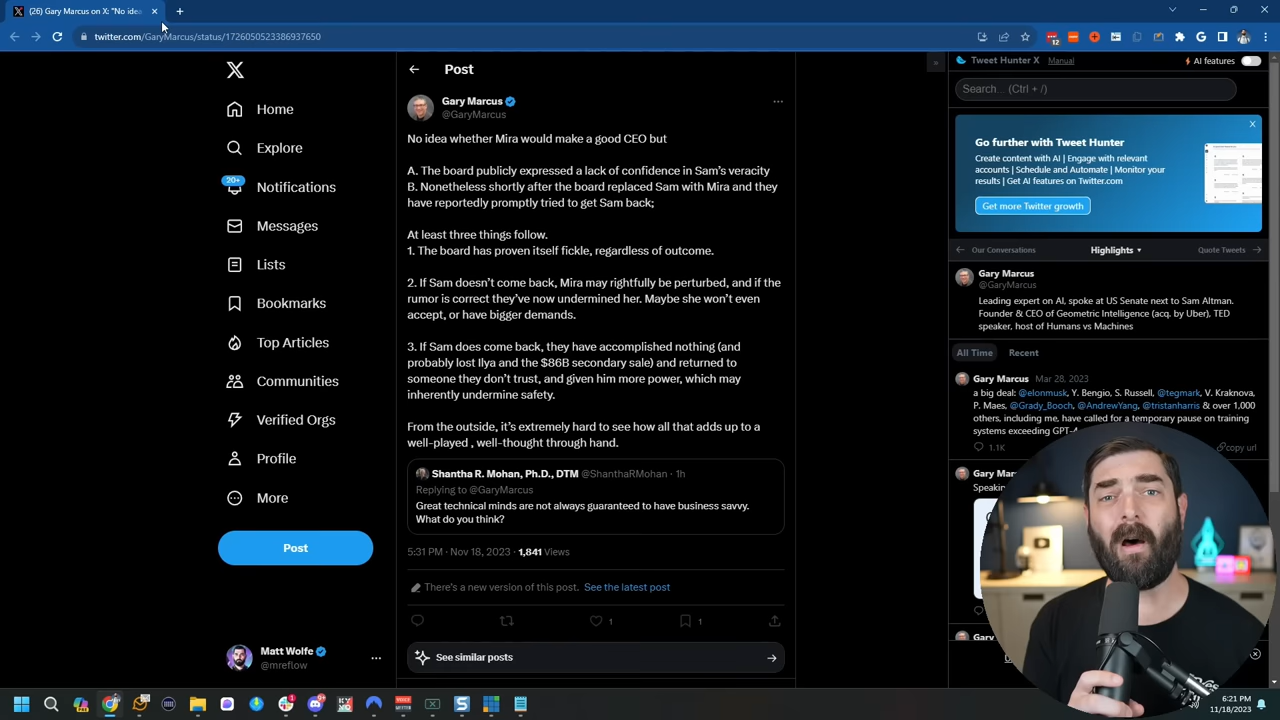 (26) Gary Marcus on X: "No idea
twitter.com/GaryMarcus/status/1726050523386937650
Home
Explore
20+
Notifications
Messages
Lists
Bookmarks
Top Articles
Communities
Verified Orgs
Profile
More
Post
Matt Wolfe
@mreflow
Post
Gary Marcus
@GaryMarcus
No idea whether Mira would make a good CEO but
A. The board publicly expressed a lack of confidence in Sam's veracity
B. Nonetheless shortly after the board replaced Sam with Mira and they
have reportedly promptly tried to get Sam back;
At least three things follow.
1. The board has proven itself fickle, regardless of outcome.
2. If Sam doesn't come back, Mira may rightfully be perturbed, and if the
rumor is correct they've now undermined her. Maybe she won't even
accept, or have bigger demands.
3. If Sam does come back, they have accomplished nothing (and
probably lost Ilya and the $86B secondary sale) and returned to
someone they don't trust, and given him more power, which may
inherently undermine safety.
From the outside, it's extremely hard to see how all that adds up to a
well-played , well-thought through hand.
Shantha R. Mohan, Ph.D., DTM @ShanthaRMohan · 1h
Replying to @GaryMarcus
Great technical minds are not always guaranteed to have business savvy.
What do you think?
5:31 PM · Nov 18, 2023 · 1,841 Views
There's a new version of this post. See the latest post
1
1
See similar posts
Tweet Hunter X Manual
AI features
Search... (Ctrl + /)
Go further with Tweet Hunter
Create content with AI | Engage with relevant
accounts | Schedule and Automate | Monitor your
results | Get AI features on Twitter.com
Get more Twitter growth
Our Conversations
Highlights
Quote Tweets
Gary Marcus
@GaryMarcus
Leading expert on AI, spoke at US Senate next to Sam Altman.
Founder & CEO of Geometric Intelligence (acq. by Uber), TED
speaker, host of Humans vs Machines
All Time
Recent
Gary Marcus Mar 28, 2023
a big deal: @elonmusk, Y. Bengio, S. Russell, @tegmark, V. Kraknova,
P. Maes, @Grady_Booch, @AndrewYang, @tristanharris & over 1,000
others, including me, have called for a temporary pause on training
systems exceeding GPT-4
1.1K
copy url
Gary
Gary
12
6:21 PM
11/18/2023